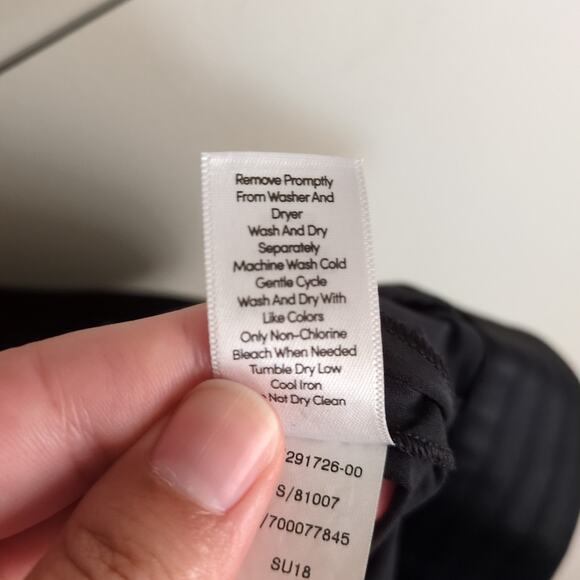 Remove Promptly
From Washer And
Dryer
Wash And Dry
Separately
Machine Wash Cold
Gentle Cycle
Wash And Dry With
Like Colors
Only Non-Chlorine
Bleach When Needed
Tumble Dry Low
Cool Iron
Not Dry Clean
291726-00
S/81007
/700077845
SU18